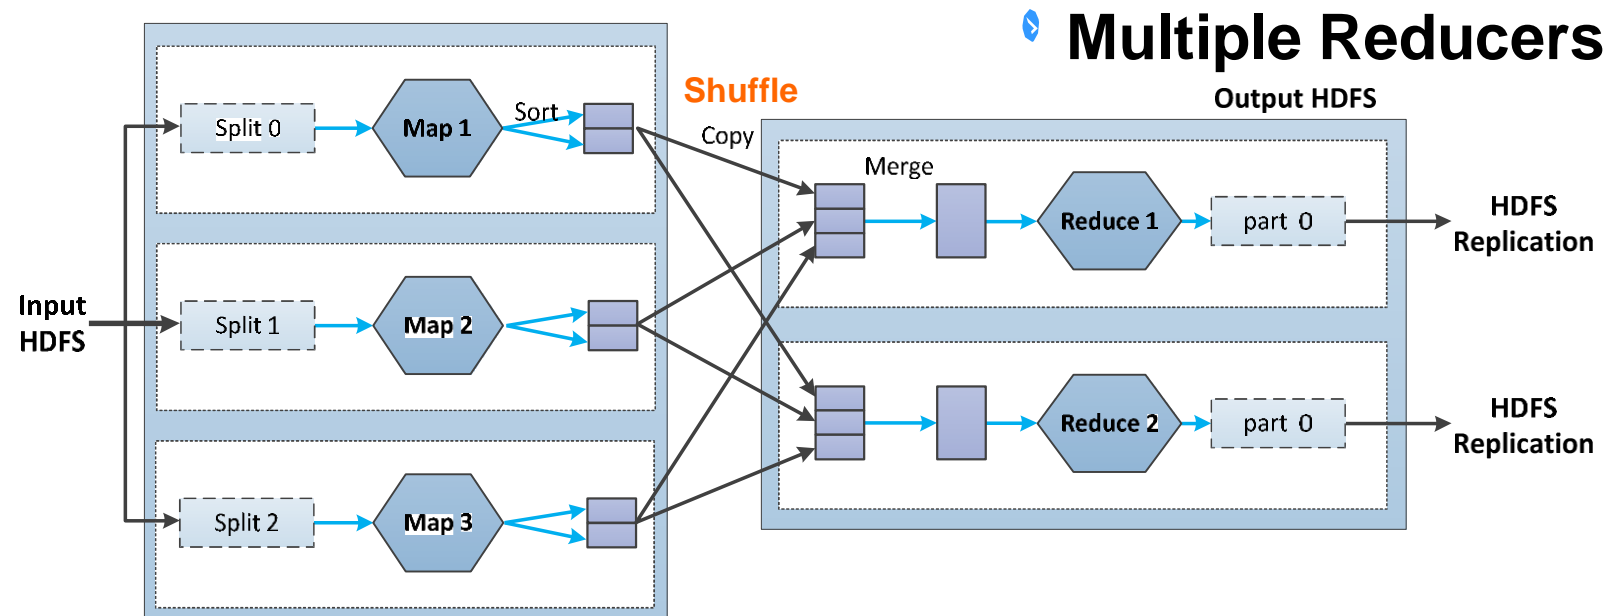 Multiple Reducers
Shuffle
Output HDFS
Split 0
Map 1
Sort
Copy
Merge
Reduce 1
part 0
HDFS
Replication
Input
HDFS
Split 1
Map 2
Reduce 2
part 0
HDFS
Replication
Split 2
Map 3